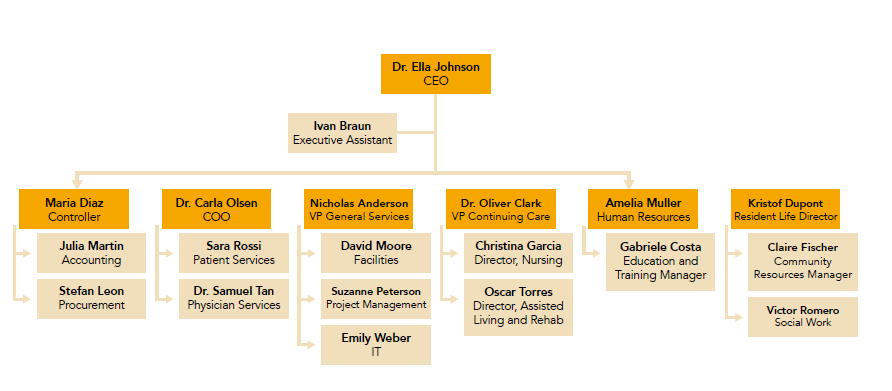 Dr. Ella Johnson
CEO
Ivan Braun
Executive Assistant
Maria Diaz
Controller
Julia Martin
Accounting
Stefan Leon
Procurement
Dr. Carla Olsen
COO
Sara Rossi
Patient Services
Dr. Samuel Tan
Physician Services
Nicholas Anderson
VP General Services
David Moore
Facilities
Suzanne Peterson
Project Management
Emily Weber
IT
Dr. Oliver Clark
VP Continuing Care
Christina Garcia
Director, Nursing
Oscar Torres
Director, Assisted
Living and Rehab
Amelia Muller
Human Resources
Gabriele Costa
Education and
Training Manager
Kristof Dupont
Resident Life Director
Claire Fischer
Community
Resources Manager
Victor Romero
Social Work